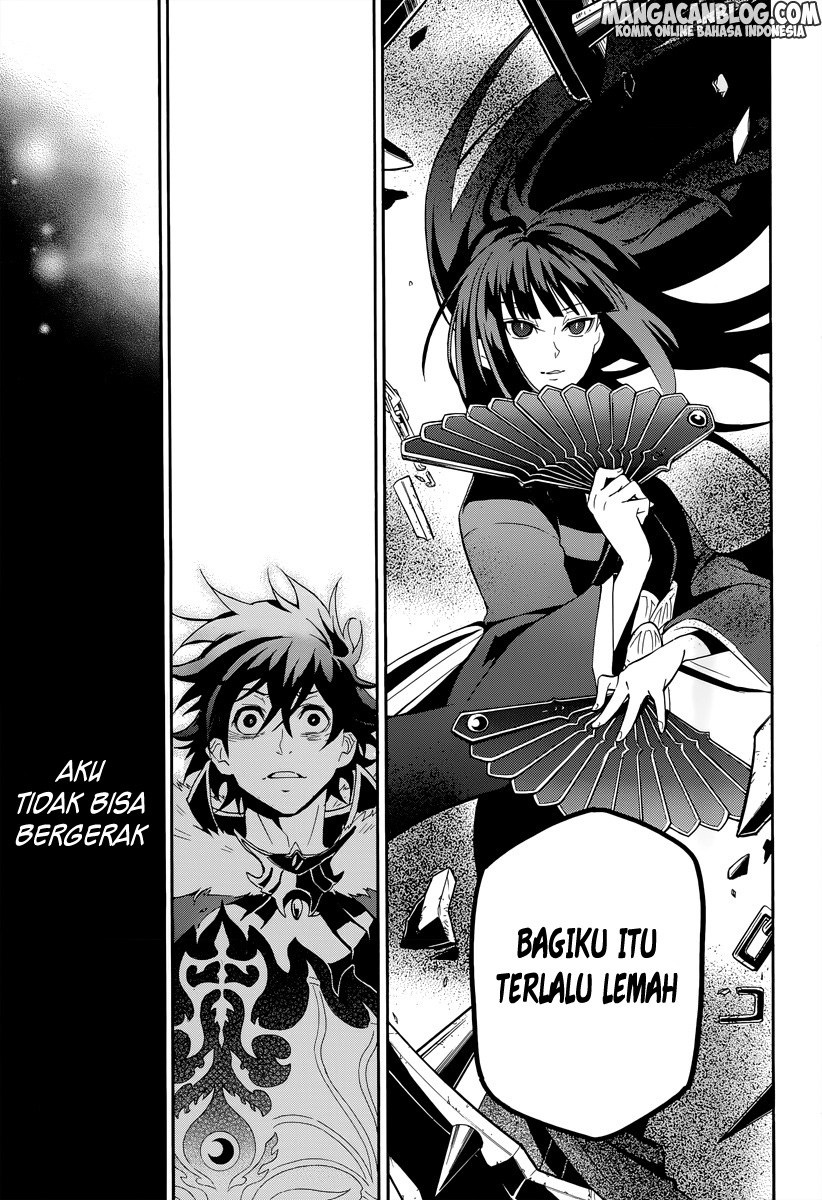 MANGACANBLOG.COM
KOMIK ONLINE BAHASA INDONESIA
BAGIKU ITU
TERLALU LEMAH
AKU
TIDAK BISA
BERGERAK